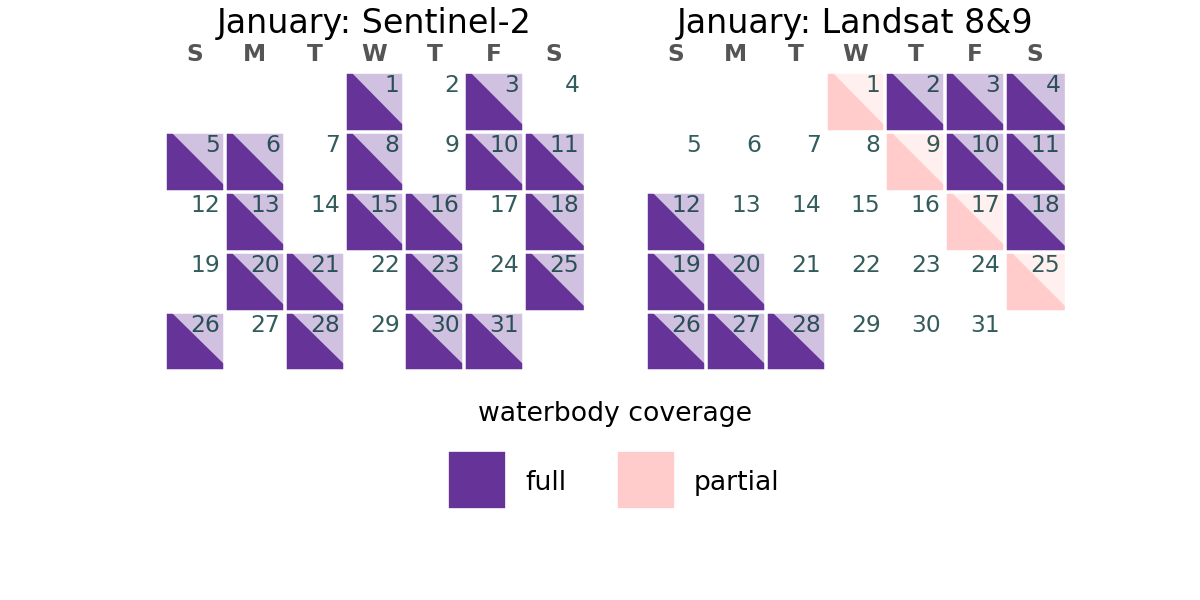 January: Sentinel-2
S M T W T F S
1 2 3 4
5 6 7 8 9 10 11
12 13 14 15 16 17 18
19 20 21 22 23 24 25
26 27 28 29 30 31
January: Landsat 8&9
S M T W T F S
1 2 3 4
5 6 7 8 9 10 11
12 13 14 15 16 17 18
19 20 21 22 23 24 25
26 27 28 29 30 31
waterbody coverage
full partial